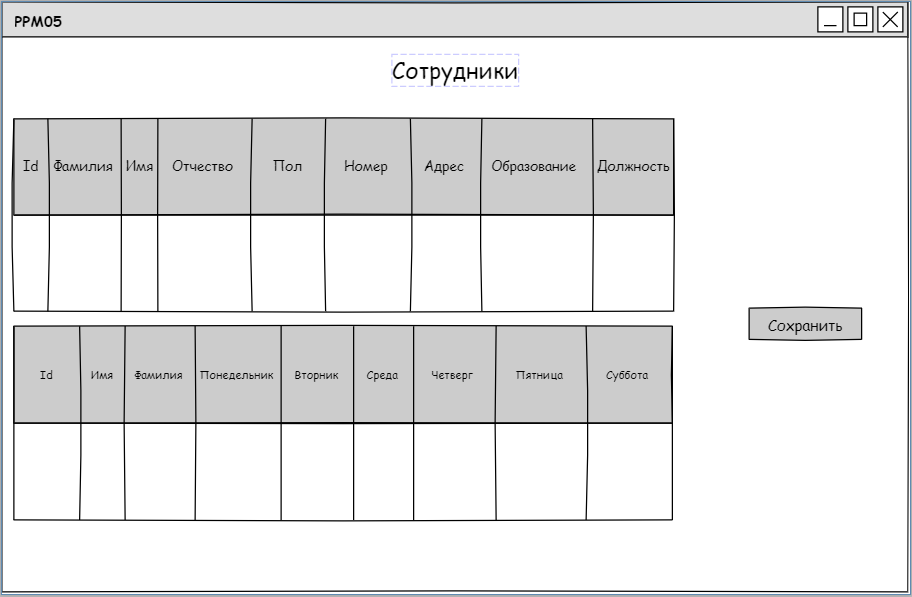 PPM05
Сотрудники
Id Фамилия Имя Отчество Пол Номер Адрес Образование Должность
Сохранить
Id Имя Фамилия Понедельник Вторник Среда Четверг Пятница Суббота